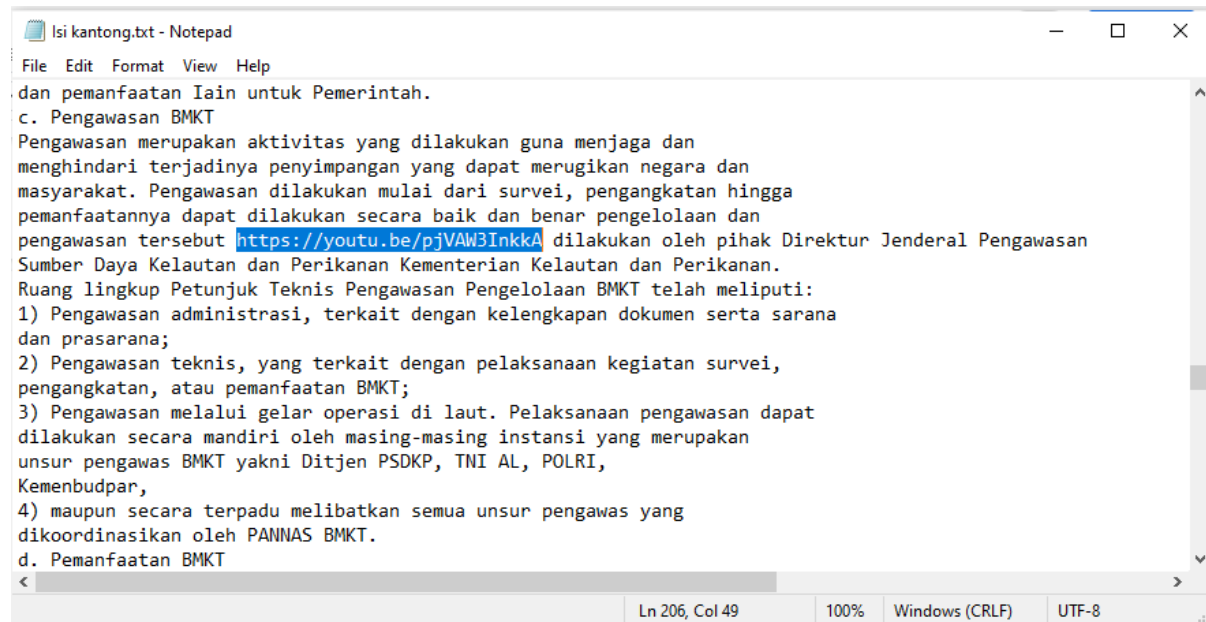 Isi kantong.txt - Notepad
File Edit Format View Help
dan pemanfaatan Iain untuk Pemerintah.
c. Pengawasan BMKT
Pengawasan merupakan aktivitas yang dilakukan guna menjaga dan
menghindari terjadinya penyimpangan yang dapat merugikan negara dan
masyarakat. Pengawasan dilakukan mulai dari survei, pengangkatan hingga
pemanfaatannya dapat dilakukan secara baik dan benar pengelolaan dan
pengawasan tersebut https://youtu.be/pjVAW3InkkA dilakukan oleh pihak Direktur Jenderal Pengawasan
Sumber Daya Kelautan dan Perikanan Kementerian Kelautan dan Perikanan.
Ruang lingkup Petunjuk Teknis Pengawasan Pengelolaan BMKT telah meliputi:
1) Pengawasan administrasi, terkait dengan kelengkapan dokumen serta sarana
dan prasarana;
2) Pengawasan teknis, yang terkait dengan pelaksanaan kegiatan survei,
pengangkatan, atau pemanfaatan BMKT;
3) Pengawasan melalui gelar operasi di laut. Pelaksanaan pengawasan dapat
dilakukan secara mandiri oleh masing-masing instansi yang merupakan
unsur pengawas BMKT yakni Ditjen PSDKP, TNI AL, POLRI,
Kemenbudpar,
4) maupun secara terpadu melibatkan semua unsur pengawas yang
dikoordinasikan oleh PANNAS BMKT.
d. Pemanfaatan BMKT
Ln 206, Col 49 100% Windows (CRLF) UTF-8